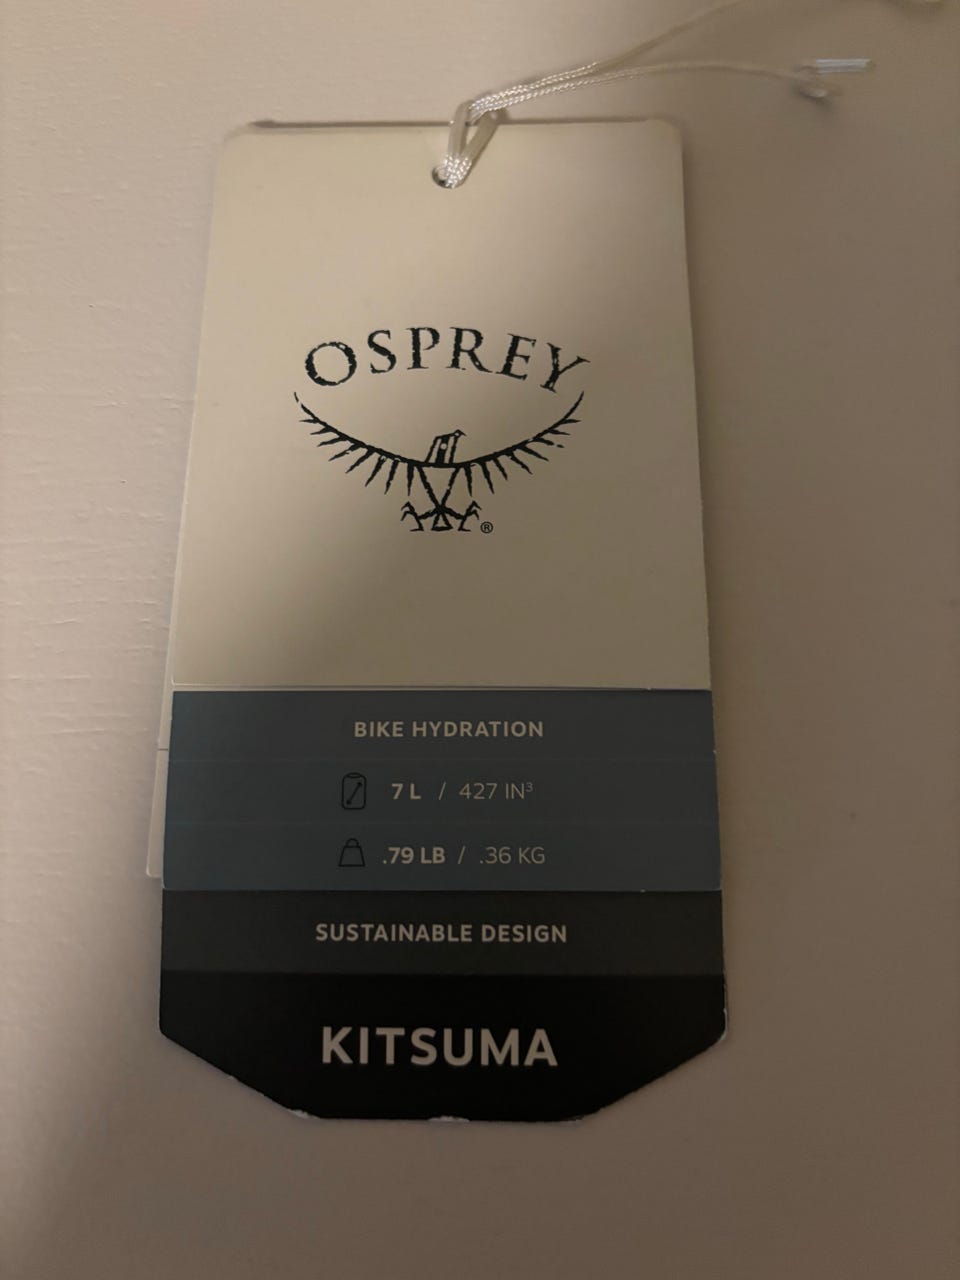 OSPREY
®
BIKE HYDRATION
7 L / 427 IN³
.79 LB / .36 KG
SUSTAINABLE DESIGN
KITSUMA